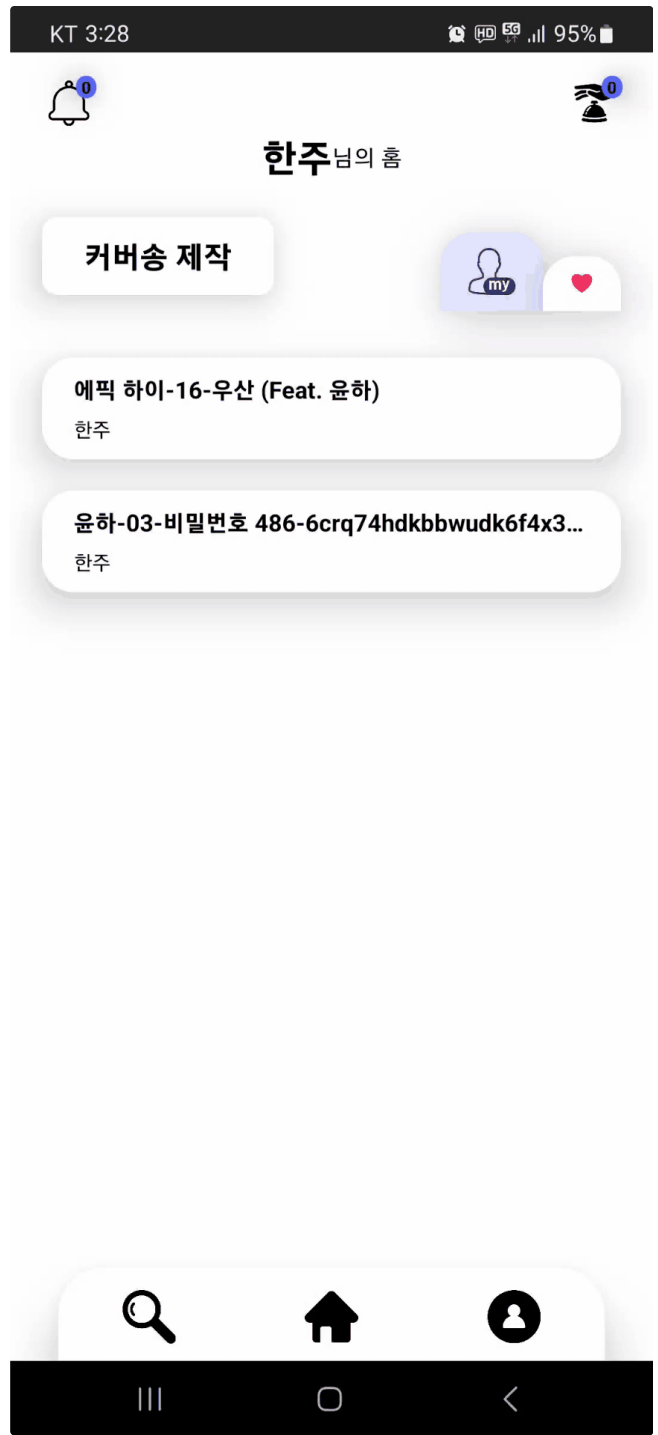 KT 3:28
HD 5G 95%
0
0
한주님의 홈
커버송 제작
my
에픽 하이-16-우산 (Feat. 윤하)
한주
윤하-03-비밀번호 486-6crq74hdkbbwudk6f4x3...
한주